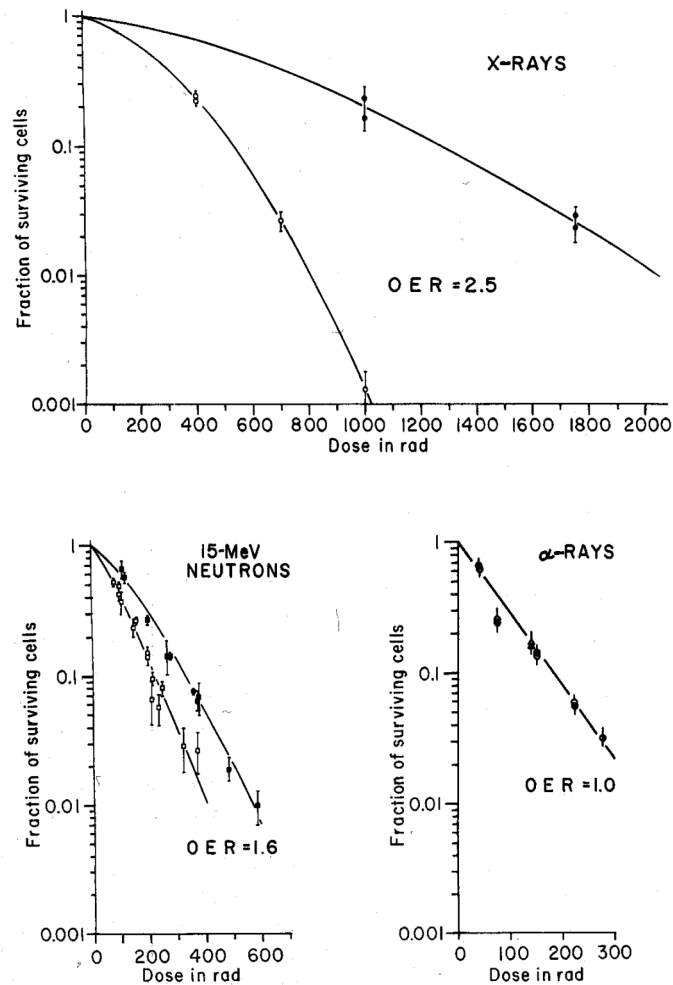 X-RAYS
Fraction of surviving cells
1
0.1
0.01
0.001
OER = 2.5
0 200 400 600 800 1000 1200 1400 1600 1800 2000
Dose in rad
15-MeV
NEUTRONS
Fraction of surviving cells
1
0.1
0.01
0.001
OER = 1.6
0 200 400 600
Dose in rad
α-RAYS
Fraction of surviving cells
1
0.1
0.01
0.001
OER = 1.0
0 100 200 300
Dose in rad